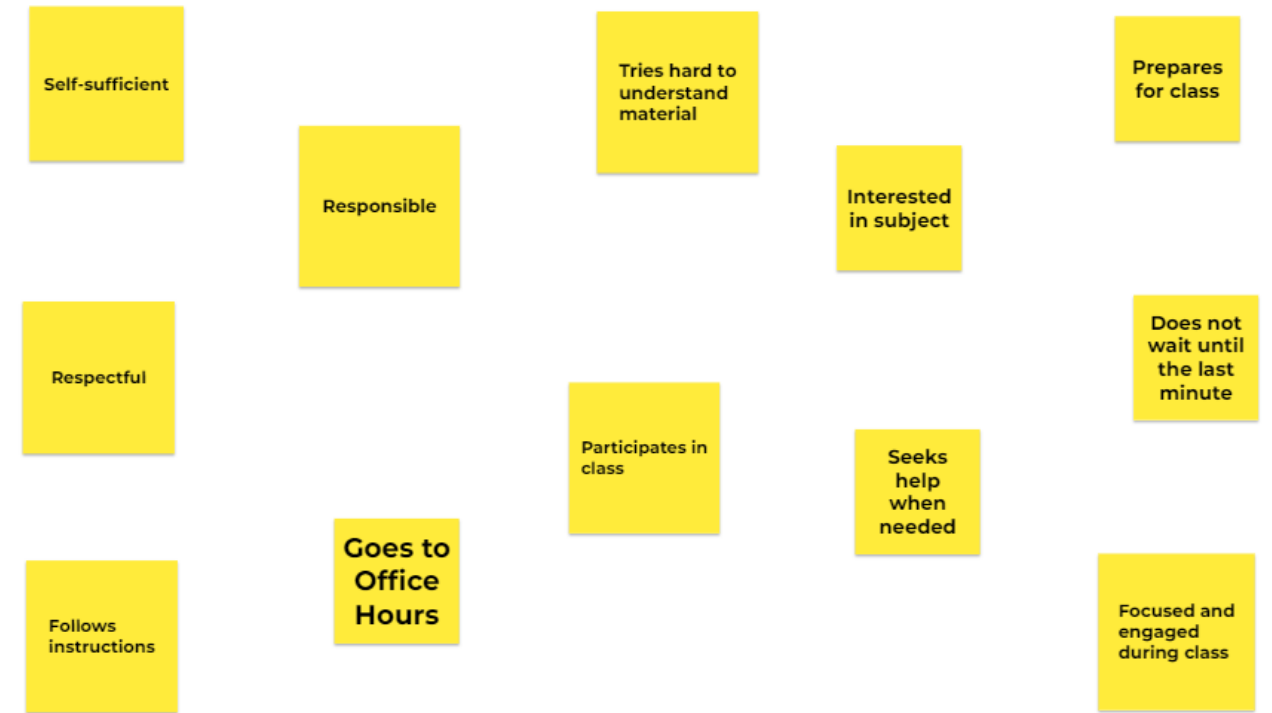 Self-sufficient
Responsible
Tries hard to
understand
material
Interested
in subject
Prepares
for class
Respectful
Participates in
class
Seeks
help
when
needed
Does not
wait until
the last
minute
Follows
instructions
Goes to
Office
Hours
Focused and
engaged
during class